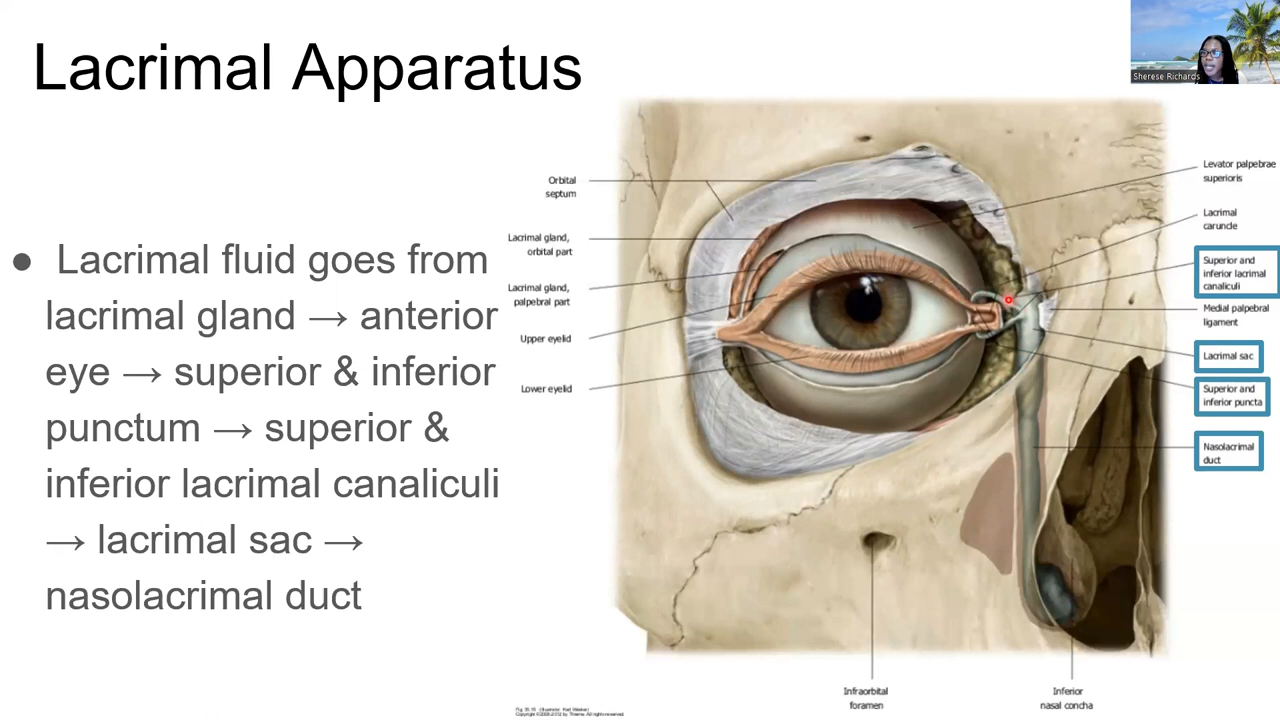 Lacrimal Apparatus
Sherese Richards
● Lacrimal fluid goes from
lacrimal gland → anterior
eye → superior & inferior
punctum → superior &
inferior lacrimal canaliculi
→ lacrimal sac →
nasolacrimal duct
Orbital
septum
Lacrimal gland,
orbital part
Lacrimal gland,
palpebral part
Upper eyelid
Lower eyelid
Levator palpebrae
superioris
Lacrimal
caruncle
Superior and
inferior lacrimal
canaliculi
Medial palpebral
ligament
Lacrimal sac
Superior and
inferior puncta
Nasolacrimal
duct
Infraorbital
foramen
Inferior
nasal concha